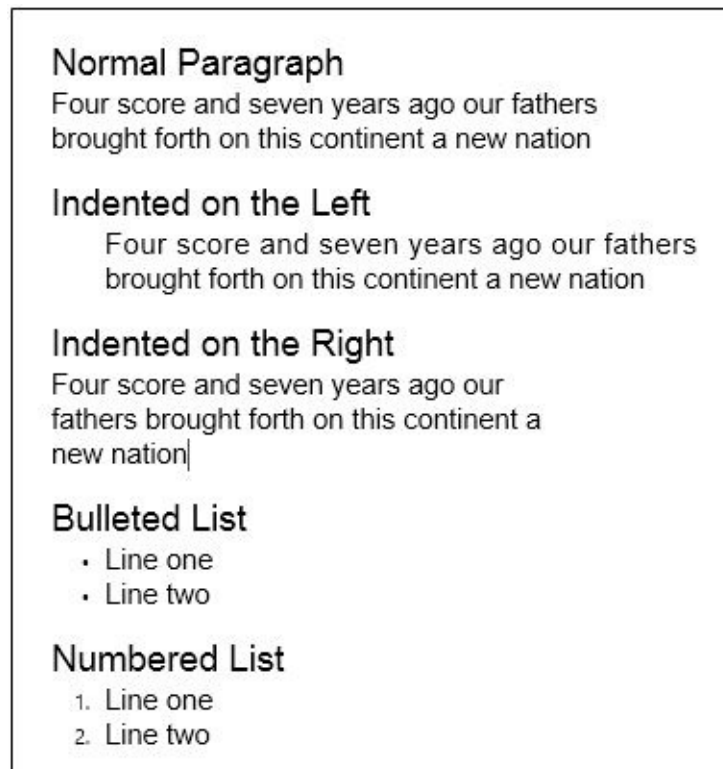 Normal Paragraph
Four score and seven years ago our fathers
brought forth on this continent a new nation
Indented on the Left
Four score and seven years ago our fathers
brought forth on this continent a new nation
Indented on the Right
Four score and seven years ago our
fathers brought forth on this continent a
new nation
Bulleted List
• Line one
• Line two
Numbered List
1. Line one
2. Line two